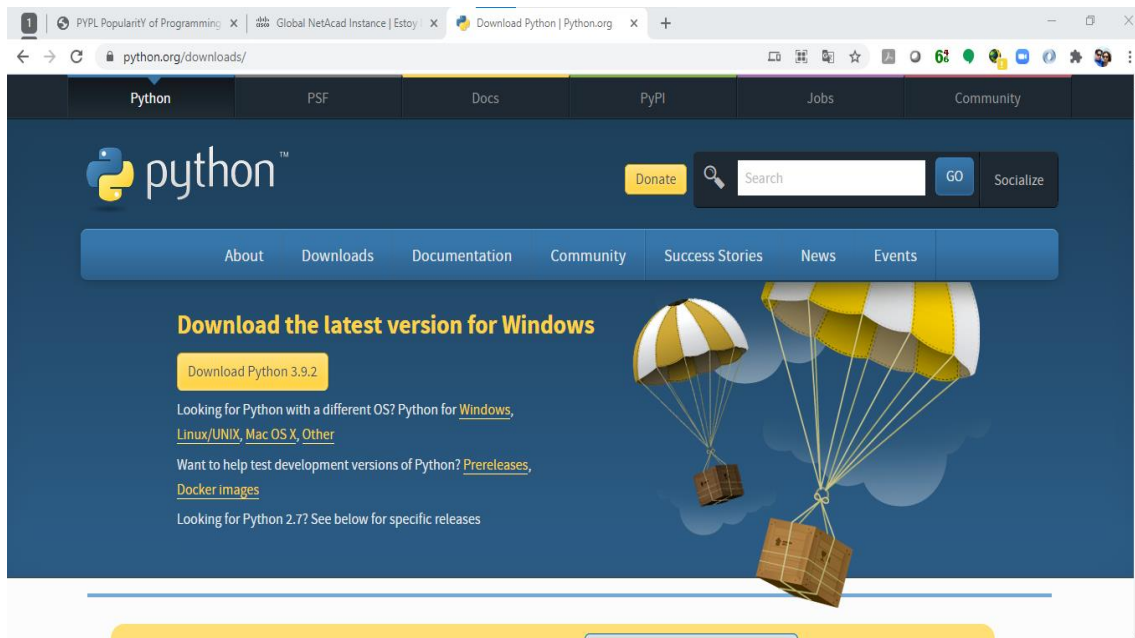 1
PYPL PopularitY of Programming
Global NetAcad Instance | Estoy
Download Python | Python.org
python.org/downloads/
Python
PSF
Docs
PyPI
Jobs
Community
python™
Donate
Search
GO
Socialize
About
Downloads
Documentation
Community
Success Stories
News
Events
Download the latest version for Windows
Download Python 3.9.2
Looking for Python with a different OS? Python for Windows,
Linux/UNIX, Mac OS X, Other
Want to help test development versions of Python? Prereleases,
Docker images
Looking for Python 2.7? See below for specific releases